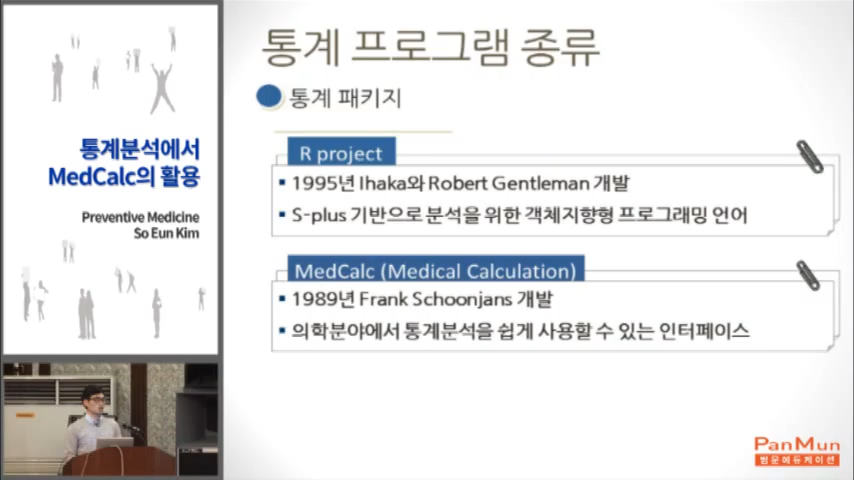 통계분석에서
MedCalc의 활용
Preventive Medicine
So Eun Kim
통계 프로그램 종류
통계 패키지
R project
▪ 1995년 Ihaka와 Robert Gentleman 개발
▪ S-plus 기반으로 분석을 위한 객체지향형 프로그래밍 언어
MedCalc (Medical Calculation)
▪ 1989년 Frank Schoonjans 개발
▪ 의학분야에서 통계분석을 쉽게 사용할 수 있는 인터페이스
PanMun
범문에듀케이션